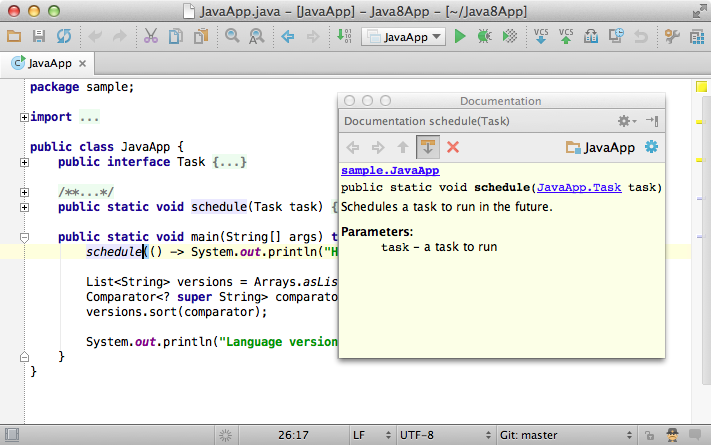 JavaApp.java – [JavaApp] – Java8App – [~/Java8App]
JavaApp
VCS VCS
JavaApp.java
package sample;
import ...
public class JavaApp {
public interface Task {...}
/**...*/
public static void schedule(Task task) {
public static void main(String[] args) t
schedule(() -> System.out.println("H
List<String> versions = Arrays.asLis
Comparator<? super String> comparato
versions.sort(comparator);
System.out.println("Language version
}
}
Documentation
Documentation schedule(Task)
JavaApp
sample.JavaApp
public static void schedule(JavaApp.Task task)
Schedules a task to run in the future.
Parameters:
task – a task to run
26:17 LF UTF-8 Git: master